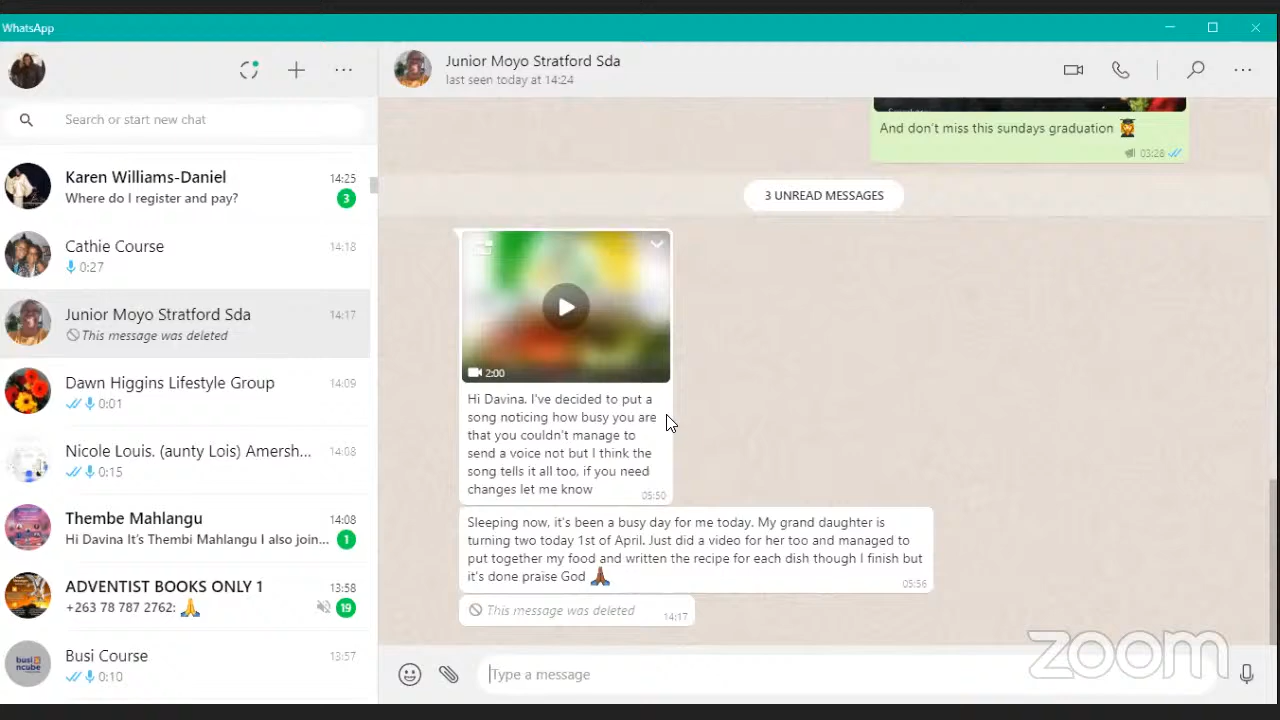 WhatsApp
Search or start new chat
Karen Williams-Daniel
14:25
Where do I register and pay?
3
Cathie Course
14:18
0:27
Junior Moyo Stratford Sda
14:17
This message was deleted
Dawn Higgins Lifestyle Group
14:09
0:01
Nicole Louis. (aunty Lois) Amersh...
14:08
0:15
Thembe Mahlangu
14:08
Hi Davina It's Thembi Mahlangu I also join...
1
ADVENTIST BOOKS ONLY 1
13:58
+263 78 787 2762: 🙏
19
busi ncube
Busi Course
13:57
0:10
Junior Moyo Stratford Sda
last seen today at 14:24
And don't miss this sundays graduation 👩‍🎓
03:28
3 UNREAD MESSAGES
2:00
Hi Davina. I've decided to put a
song noticing how busy you are
that you couldn't manage to
send a voice not but I think the
song tells it all too, if you need
changes let me know
05:50
Sleeping now, it's been a busy day for me today. My grand daughter is
turning two today 1st of April. Just did a video for her too and managed to
put together my food and written the recipe for each dish though I finish but
it's done praise God 🙏🏾
05:56
This message was deleted
14:17
Type a message
zoom